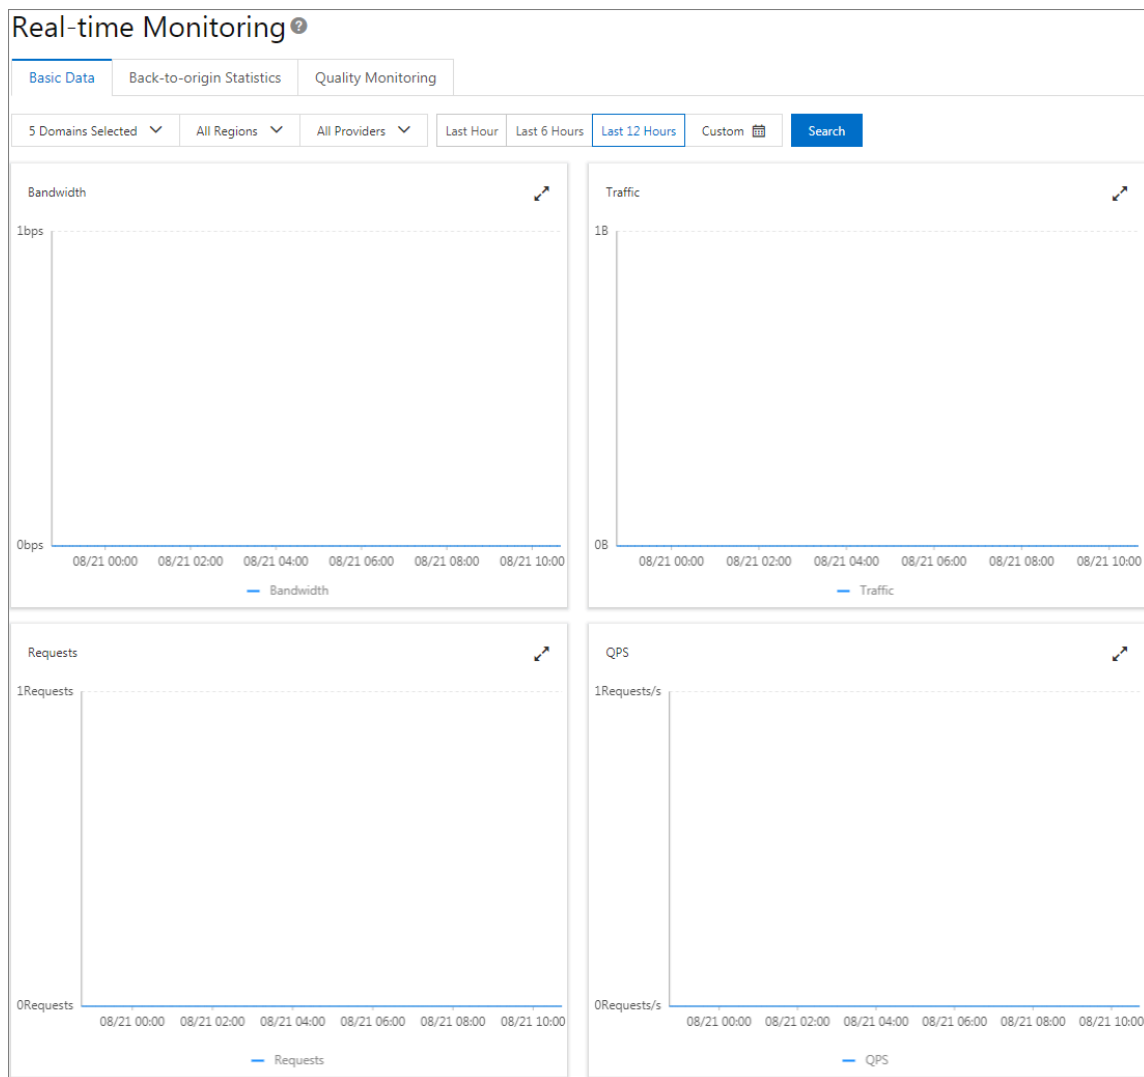 Real-time Monitoring ?
Basic Data Back-to-origin Statistics Quality Monitoring
5 Domains Selected All Regions All Providers Last Hour Last 6 Hours Last 12 Hours Custom Search
Bandwidth
1bps
0bps
08/21 00:00 08/21 02:00 08/21 04:00 08/21 06:00 08/21 08:00 08/21 10:00
Bandwidth
Traffic
1B
0B
08/21 00:00 08/21 02:00 08/21 04:00 08/21 06:00 08/21 08:00 08/21 10:00
Traffic
Requests
1Requests
0Requests
08/21 00:00 08/21 02:00 08/21 04:00 08/21 06:00 08/21 08:00 08/21 10:00
Requests
QPS
1Requests/s
0Requests/s
08/21 00:00 08/21 02:00 08/21 04:00 08/21 06:00 08/21 08:00 08/21 10:00
QPS